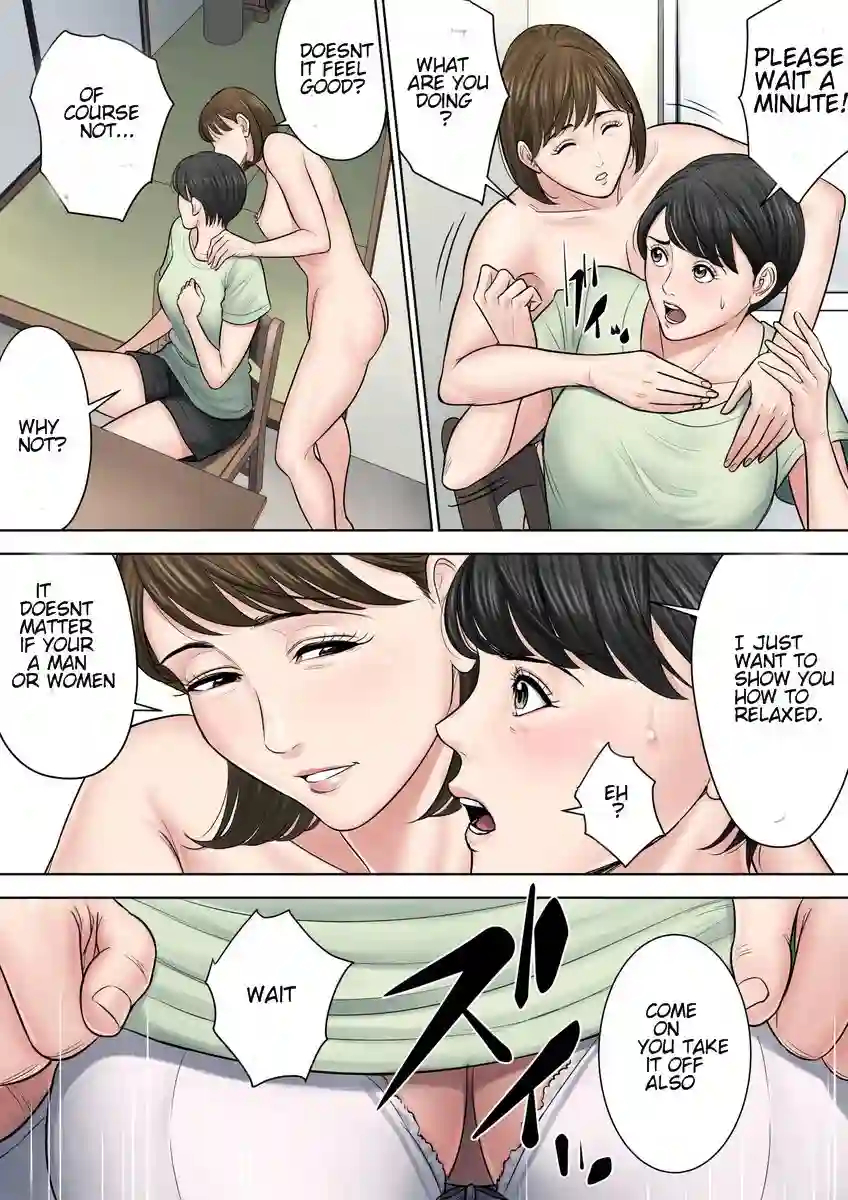 PLEASE
WAIT A
MINUTE!
WHAT
ARE YOU
DOING
?
DOESNT
IT FEEL
GOOD?
OF
COURSE
NOT...
WHY
NOT?
I JUST
WANT TO
SHOW YOU
HOW TO
RELAXED.
EH
?
IT
DOESNT
MATTER
IF YOUR
A MAN
OR WOMEN
COME
ON
YOU TAKE
IT OFF
ALSO
WAIT